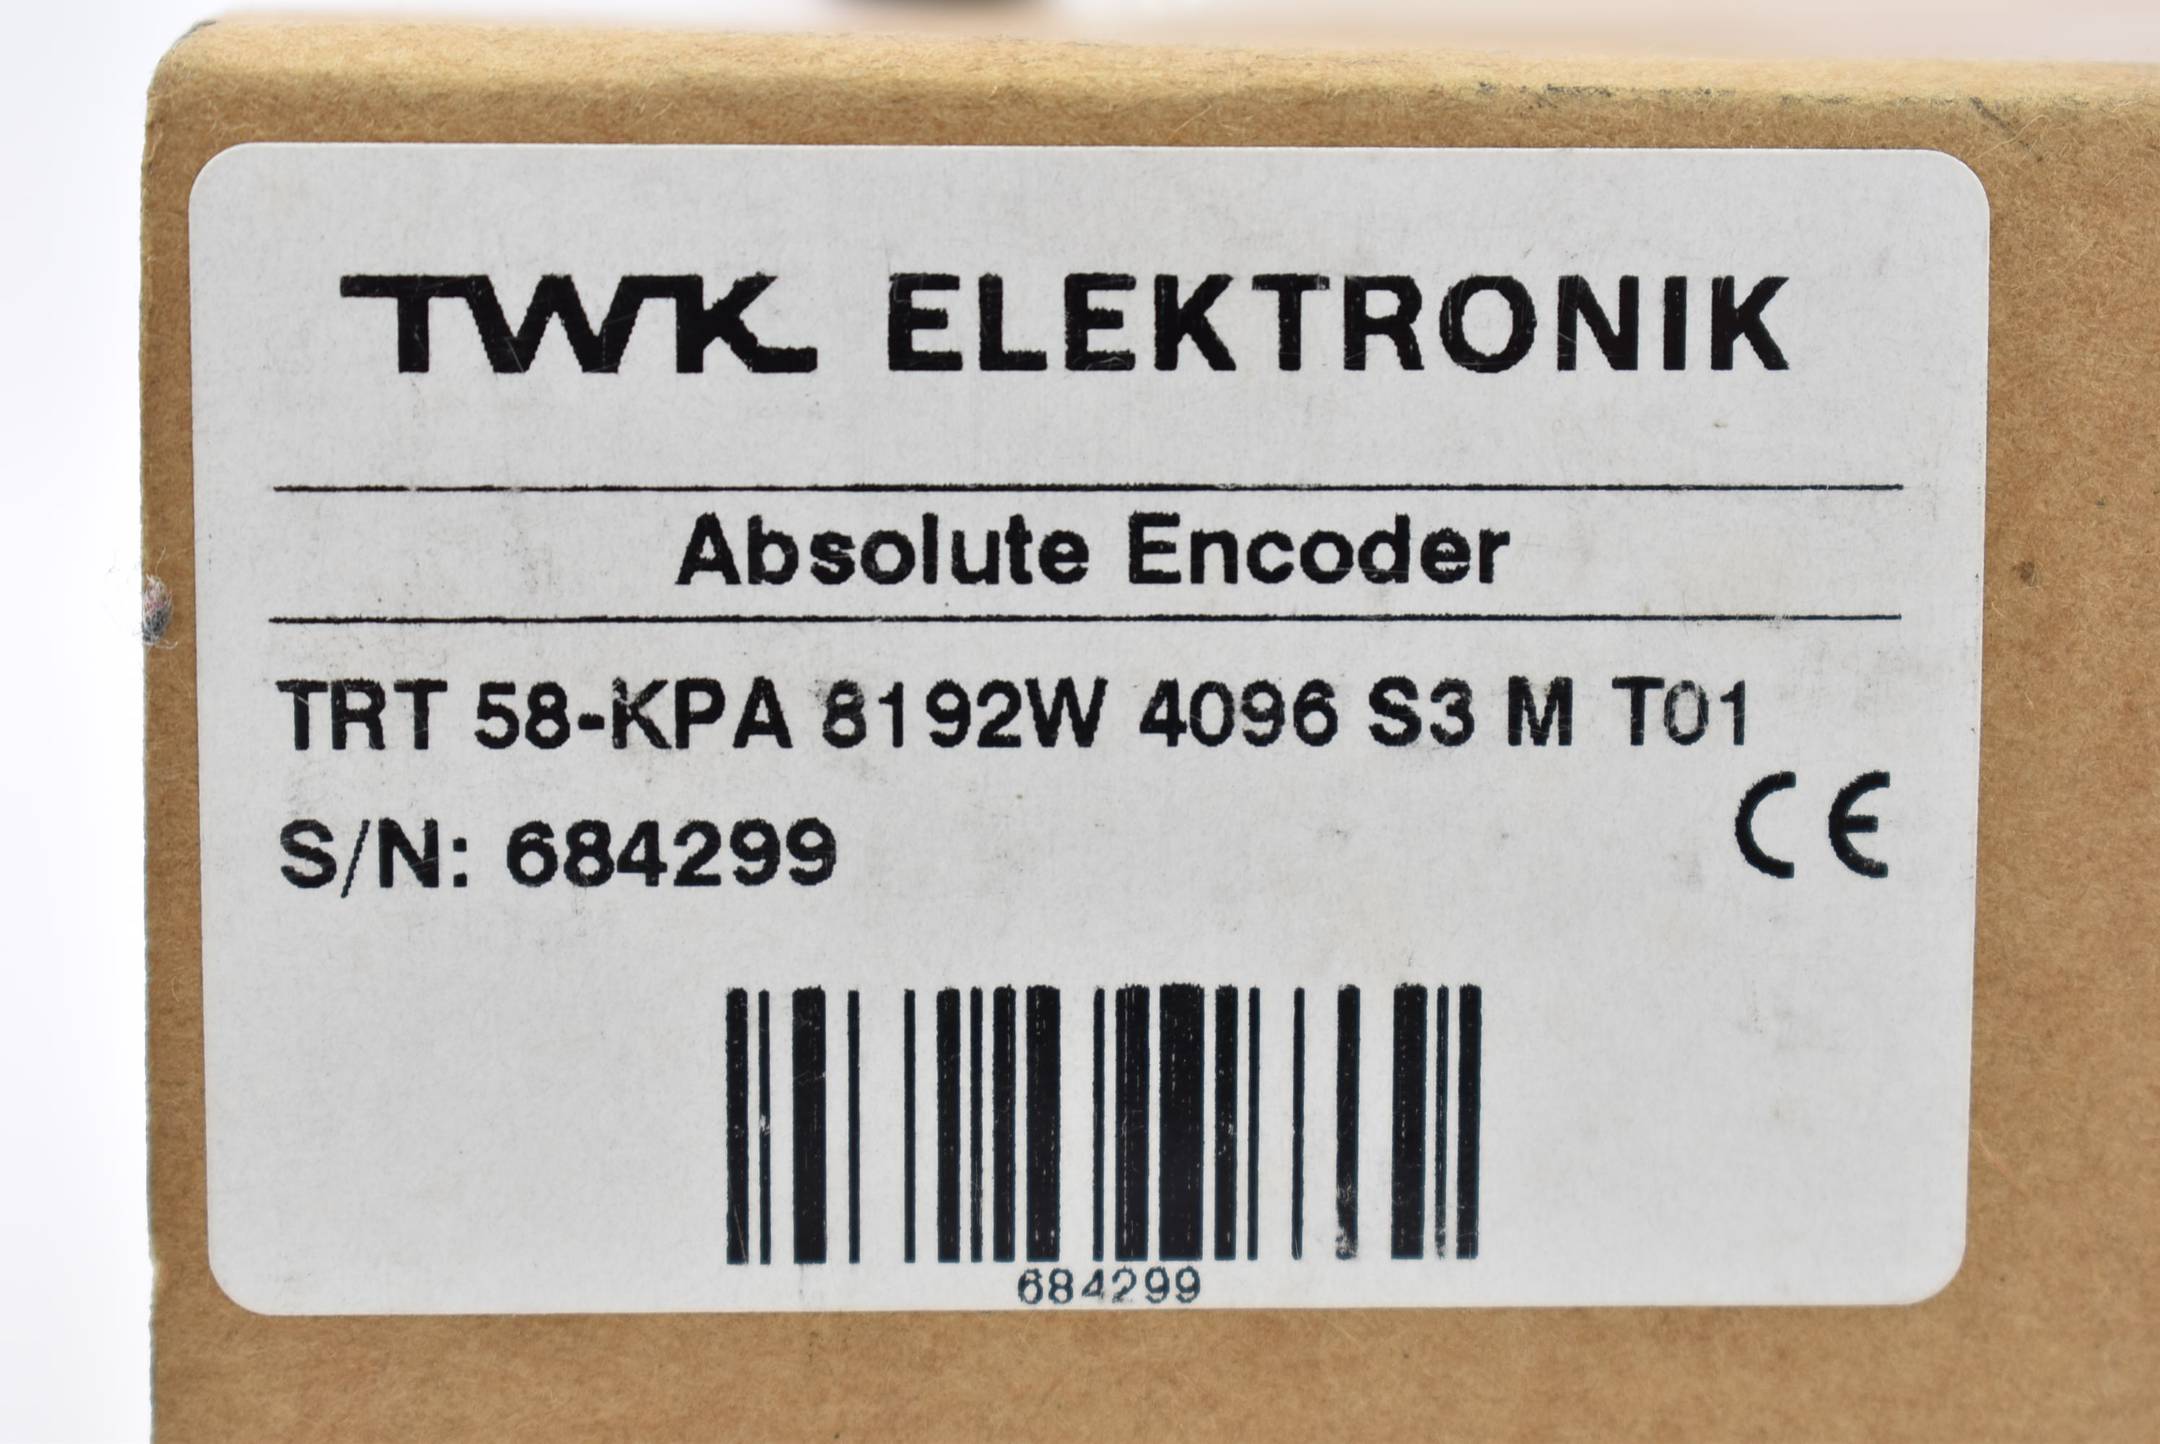 TWK ELEKTRONIK
Absolute Encoder
TRT 58-KPA 8192W 4096 S3 M T01
S/N: 684299
CE
684299